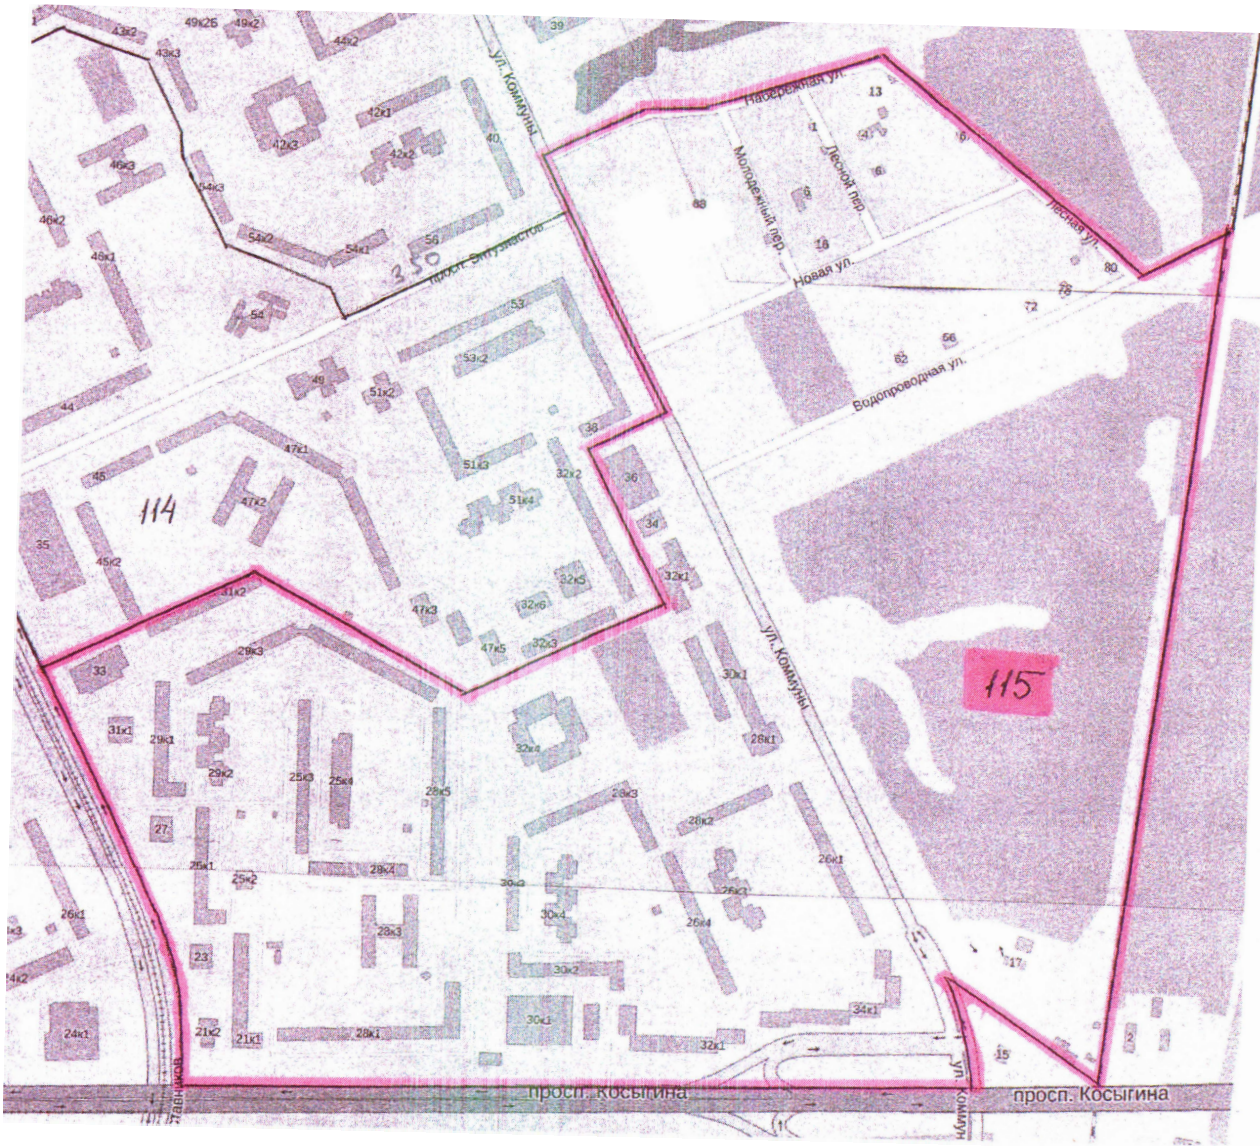 43к2
49к2Б
49к2
39
44к2
43к3
ул. Коммуны
Набережная ул.
13
42к1
42к3
42к2
40
1
4
6
46к3
Молодежный пер.
Лесной пер.
6
54к3
68
46к2
54к2
54к1
56
просп. Энтузиастов
250
16
Лесная ул.
48к1
Новая ул.
80
78
72
54
53
56
62
53к2
Водопроводная ул.
49
51к2
44
38
47к1
51к3
32к2
36
45
51к4
47к2
114
34
35
45к2
32к1
32к5
31к2
47к3
32к6
32к3
47к5
ул. Коммуны
29к3
33
30к1
115
31к1
29к1
32к4
28к1
29к2
25к3
25к4
28к5
28к3
28к2
27
26к1
25к1
28к4
25к2
30к3
26к3
26к1
30к4
26к4
28к3
23
17
30к2
24к2
34к1
24к1
21к2
21к1
28к1
30к1
32к1
15
2
просп. Косыгина
просп. Косыгина
ул. Коммун
тавников